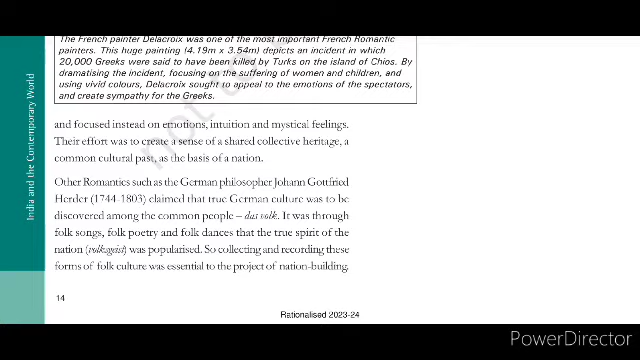 The French painter Delacroix was one of the most important French Romantic
painters. This huge painting (4.19m x 3.54m) depicts an incident in which
20,000 Greeks were said to have been killed by Turks on the island of Chios. By
dramatising the incident, focusing on the suffering of women and children, and
using vivid colours, Delacroix sought to appeal to the emotions of the spectators,
and create sympathy for the Greeks.
and focused instead on emotions, intuition and mystical feelings.
Their effort was to create a sense of a shared collective heritage, a
common cultural past, as the basis of a nation.
Other Romantics such as the German philosopher Johann Gottfried
Herder (1744-1803) claimed that true German culture was to be
discovered among the common people – das volk. It was through
folk songs, folk poetry and folk dances that the true spirit of the
nation (volksgeist) was popularised. So collecting and recording these
forms of folk culture was essential to the project of nation-building.
India and the Contemporary World
14
Rationalised 2023-24
PowerDirector